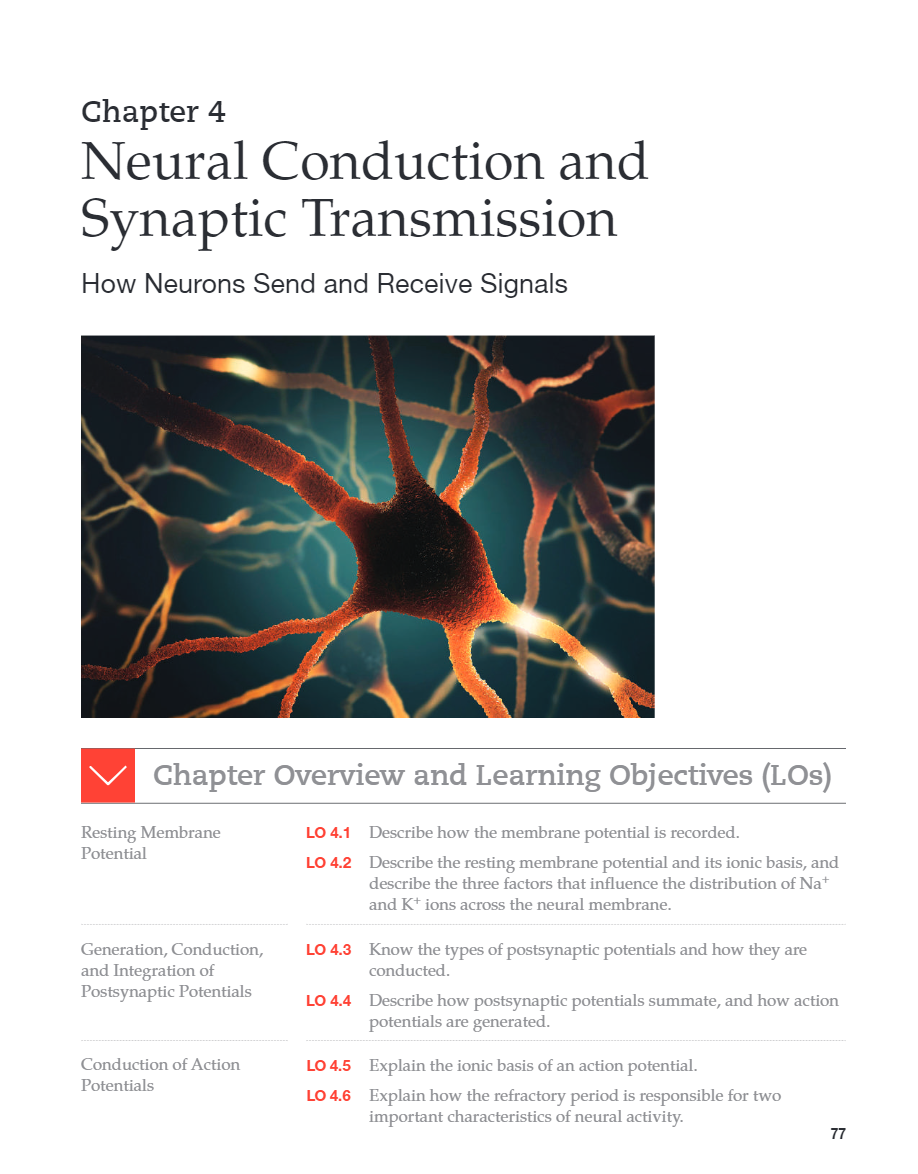 Chapter 4
Neural Conduction and
Synaptic Transmission
How Neurons Send and Receive Signals
Chapter Overview and Learning Objectives (LOs)
Resting Membrane
Potential
LO 4.1 Describe how the membrane potential is recorded.
LO 4.2 Describe the resting membrane potential and its ionic basis, and
describe the three factors that influence the distribution of Na⁺
and K⁺ ions across the neural membrane.
Generation, Conduction,
and Integration of
Postsynaptic Potentials
LO 4.3 Know the types of postsynaptic potentials and how they are
conducted.
LO 4.4 Describe how postsynaptic potentials summate, and how action
potentials are generated.
Conduction of Action
Potentials
LO 4.5 Explain the ionic basis of an action potential.
LO 4.6 Explain how the refractory period is responsible for two
important characteristics of neural activity.
77